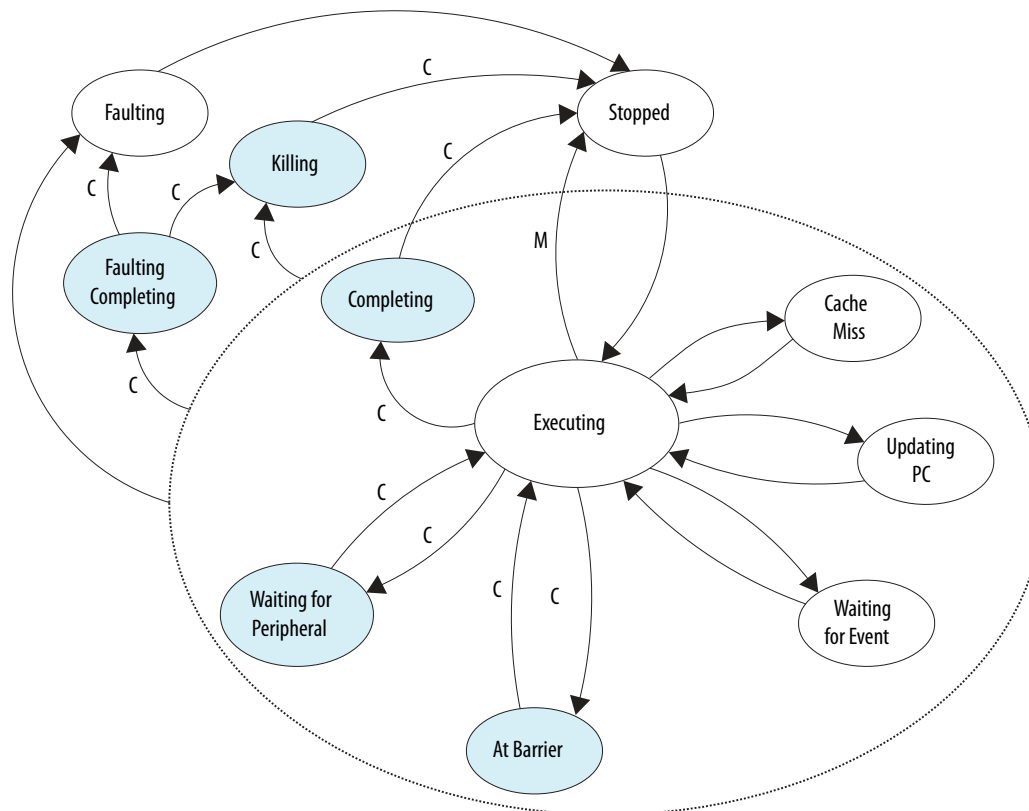 C
Faulting
Stopped
C
Killing
C
C
M
C
Faulting
Completing
Completing
Cache
Miss
C
C
Executing
Updating
PC
C
C
Waiting for
Peripheral
C
C
Waiting
for Event
At Barrier